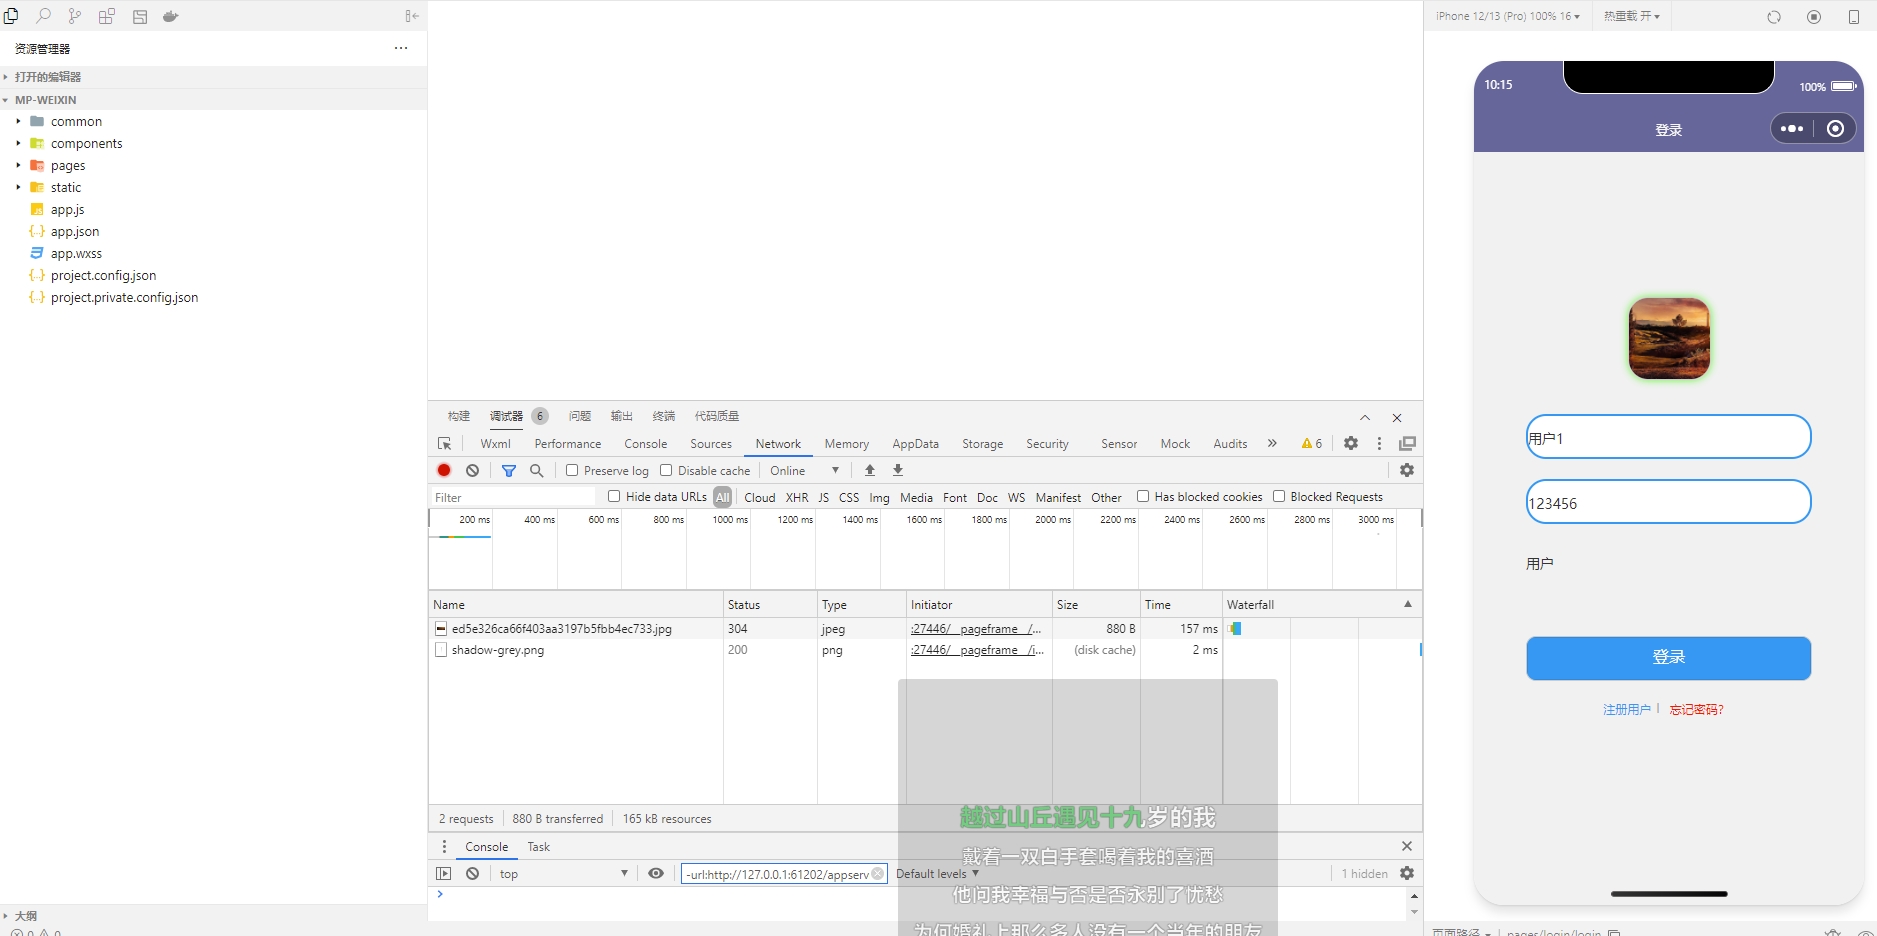 资源管理器
打开的编辑器
MP-WEIXIN
common
components
pages
static
app.js
app.json
app.wxss
project.config.json
project.private.config.json
大纲
0 0
构建 调试器 6 问题 输出 终端 代码质量
Wxml Performance Console Sources Network Memory AppData Storage Security Sensor Mock Audits » 6
Preserve log Disable cache Online
Filter Hide data URLs All Cloud XHR JS CSS Img Media Font Doc WS Manifest Other Has blocked cookies Blocked Requests
200 ms 400 ms 600 ms 800 ms 1000 ms 1200 ms 1400 ms 1600 ms 1800 ms 2000 ms 2200 ms 2400 ms 2600 ms 2800 ms 3000 ms
Name Status Type Initiator Size Time Waterfall
ed5e326ca66f403aa3197b5fbb4ec733.jpg 304 jpeg :27446/__pageframe__/... 880 B 157 ms
shadow-grey.png 200 png :27446/__pageframe__/i... (disk cache) 2 ms
2 requests 880 B transferred 165 kB resources
Console Task
top -url:http://127.0.0.1:61202/appserv Default levels 1 hidden
越过山丘遇见十九岁的我
戴着一双白手套喝着我的喜酒
他问我幸福与否是否永别了忧愁
为何婚礼上那么多人没有一个当年的朋友
iPhone 12/13 (Pro) 100% 16 热重载 开
10:15 100%
登录
用户1
123456
用户
登录
注册用户 | 忘记密码?
页面路径 | pages/login/login